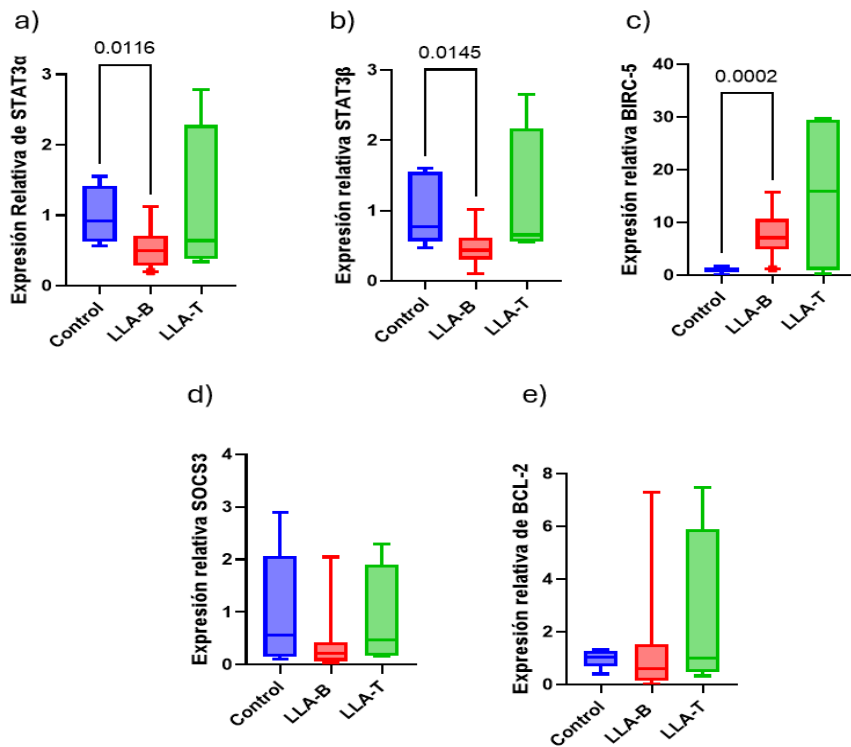 a)
Expresión Relativa de STAT3α
0.0116
3
2
1
0
Control
LLA-B
LLA-T
b)
Expresión relativa STAT3β
0.0145
3
2
1
0
Control
LLA-B
LLA-T
c)
Expresión relativa BIRC-5
0.0002
40
30
20
10
0
Control
LLA-B
LLA-T
d)
Expresión relativa SOCS3
4
3
2
1
0
Control
LLA-B
LLA-T
e)
Expresión relativa de BCL-2
8
6
4
2
0
Control
LLA-B
LLA-T